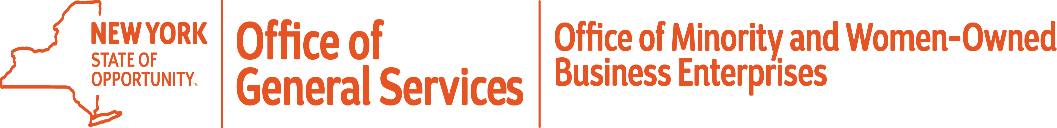 NEW YORK
STATE OF
OPPORTUNITY.
Office of
General Services
Office of Minority and Women-Owned
Business Enterprises